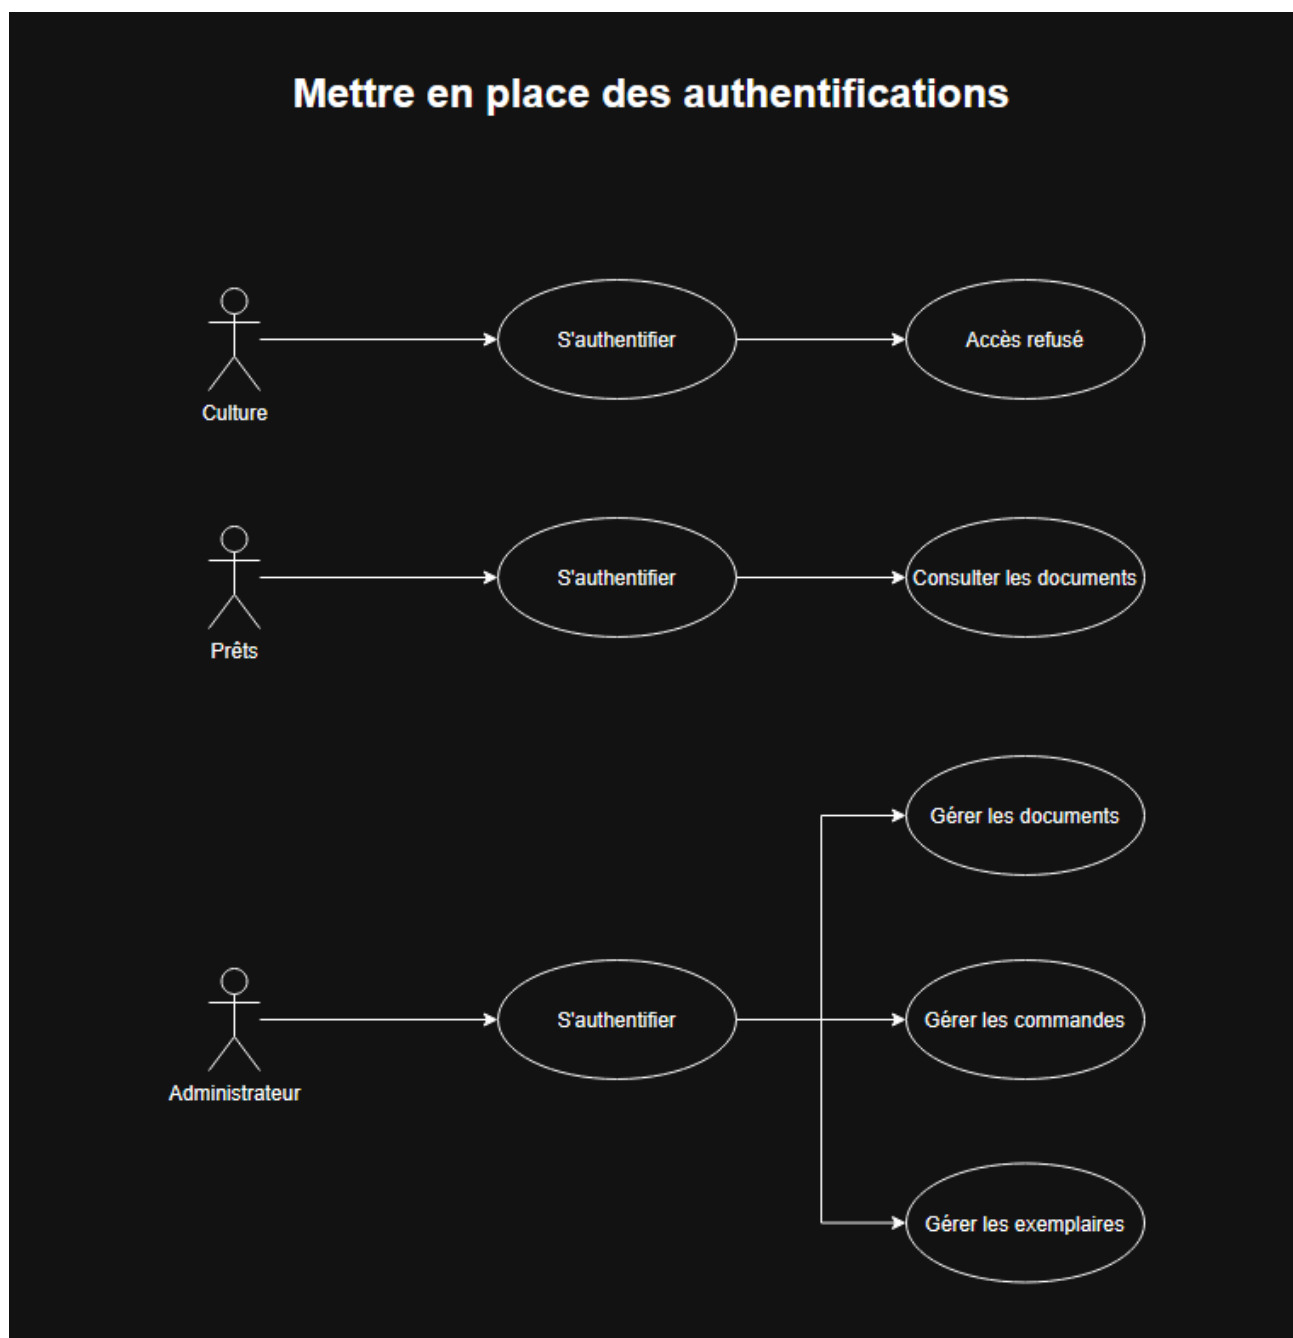 Mettre en place des authentifications
S'authentifier
Accès refusé
Culture
S'authentifier
Consulter les documents
Prêts
Gérer les documents
S'authentifier
Gérer les commandes
Administrateur
Gérer les exemplaires